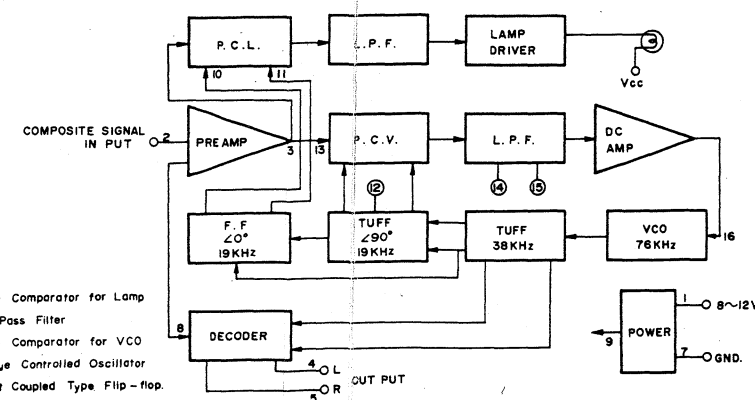 P.C.L.
L.P.F.
LAMP
DRIVER
10
11
Vcc
COMPOSITE SIGNAL
IN PUT
2
PREAMP
3
13
P.C.V.
L.P.F.
DC
AMP
12
14
15
F.F
∠0°
19KHz
TUFF
∠90°
19KHz
TUFF
38KHz
VCO
76KHz
16
Comparator for Lamp
Pass Filter
Comparator for VCO
Controlled Oscillator
Coupled Type Flip-flop.
8
DECODER
4
L
R
5
OUT PUT
POWER
1
8~12V
9
7
GND.